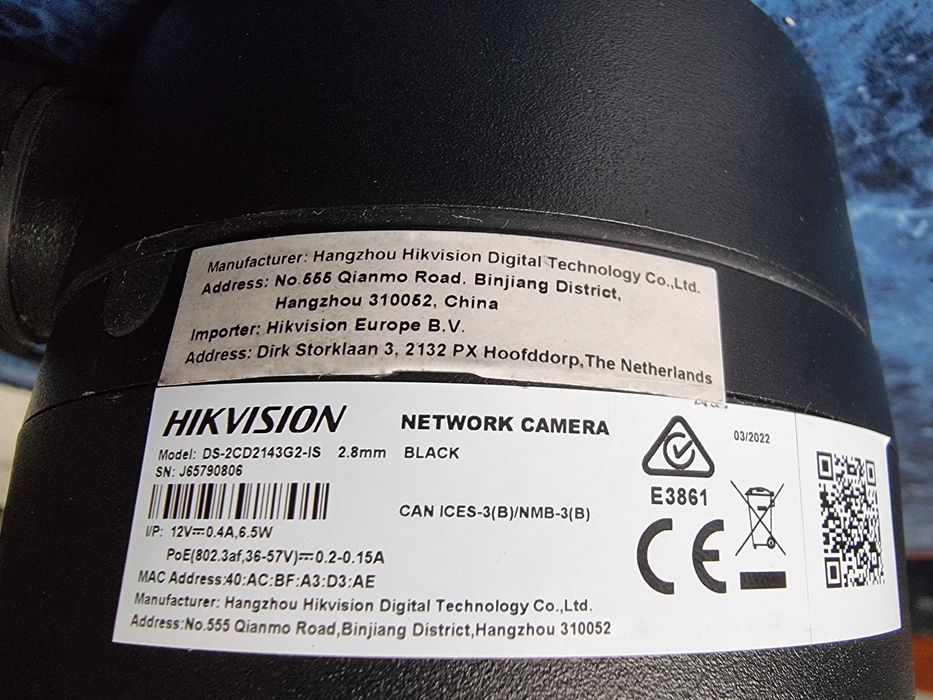 Manufacturer: Hangzhou Hikvision Digital Technology Co.,Ltd.
Address: No.555 Qianmo Road, Binjiang District,
Hangzhou 310052, China
Importer: Hikvision Europe B.V.
Address: Dirk Storklaan 3, 2132 PX Hoofddorp,The Netherlands
HIKVISION NETWORK CAMERA
Model: DS-2CD2143G2-IS 2.8mm BLACK
SN: J65790806
03/2022
E3861
CAN ICES-3(B)/NMB-3(B)
I/P: 12V⎓0.4A,6.5W
PoE(802.3af,36-57V)⎓0.2-0.15A
CE
MAC Address:40:AC:BF:A3:D3:AE
Manufacturer: Hangzhou Hikvision Digital Technology Co.,Ltd.
Address:No.555 Qianmo Road,Binjiang District,Hangzhou 310052